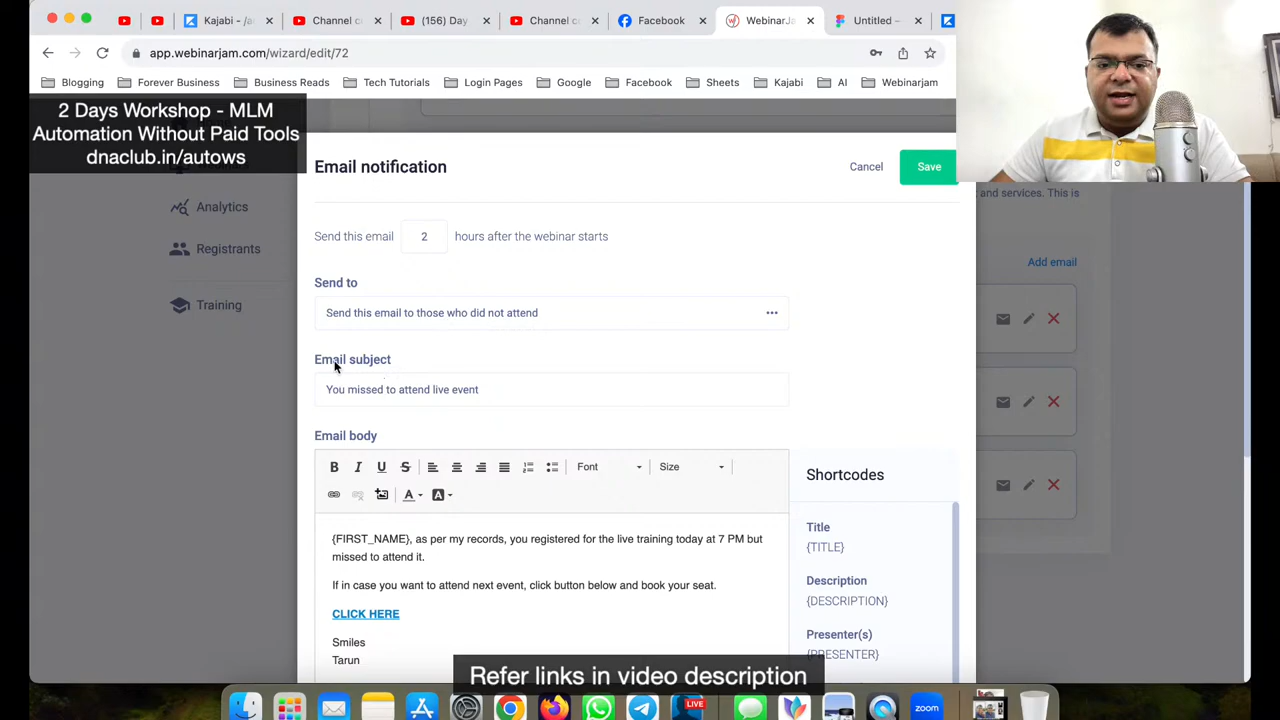 Kajabi - /a
Channel c
(156) Day
Channel co
Facebook
WebinarJ
Untitled –
app.webinarjam.com/wizard/edit/72
Blogging
Forever Business
Business Reads
Tech Tutorials
Login Pages
Google
Facebook
Sheets
Kajabi
AI
Webinarjam
2 Days Workshop - MLM
Automation Without Paid Tools
dnaclub.in/autows
Email notification
Cancel
Save
and services. This is
Analytics
Registrants
Training
Send this email 2 hours after the webinar starts
Add email
Send to
Send this email to those who did not attend
Email subject
You missed to attend live event
Email body
B I U S
Font
Size
A A
Shortcodes
{FIRST_NAME}, as per my records, you registered for the live training today at 7 PM but
missed to attend it.
If in case you want to attend next event, click button below and book your seat.
CLICK HERE
Smiles
Tarun
Title
{TITLE}
Description
{DESCRIPTION}
Presenter(s)
{PRESENTER}
Refer links in video description
LIVE
zoom